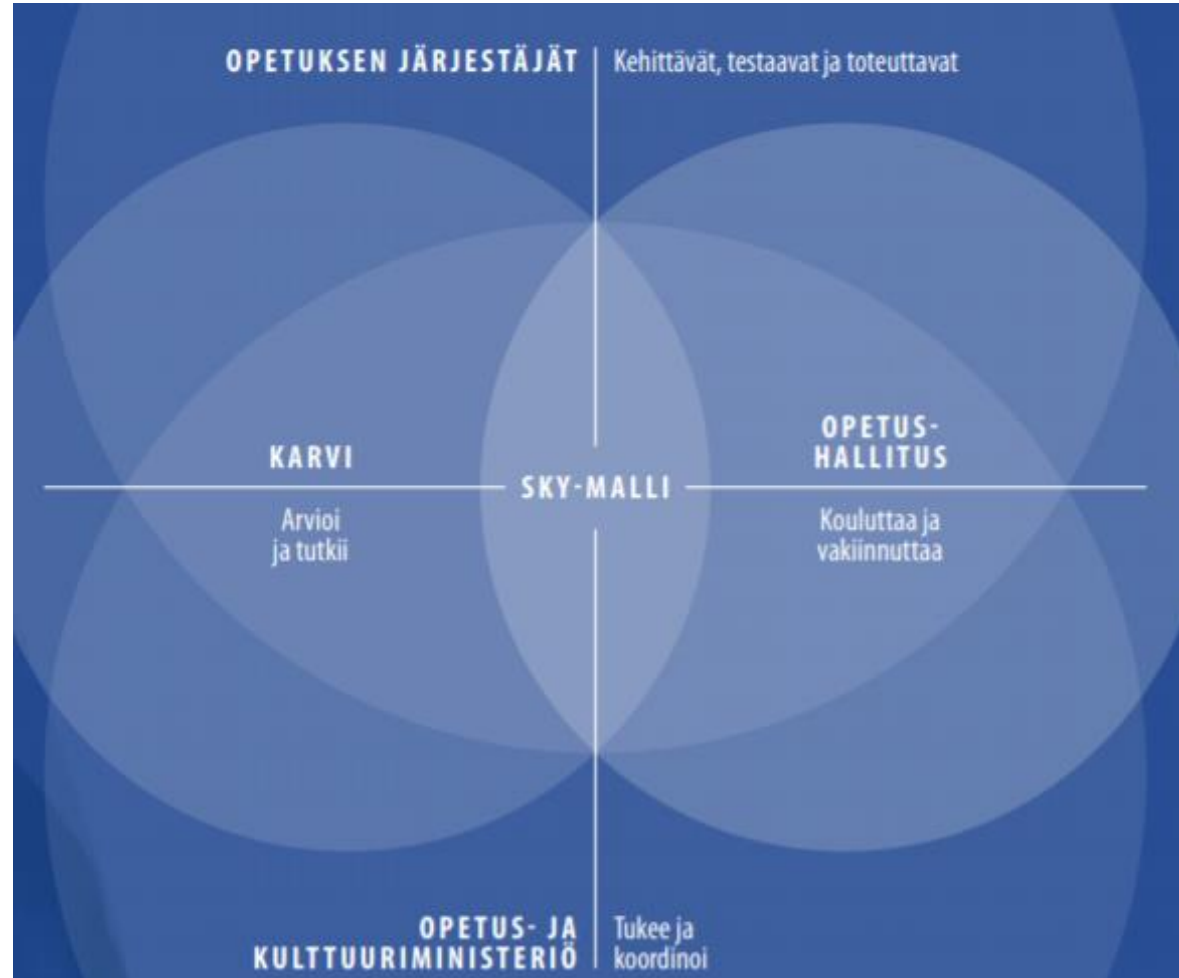 OPETUKSEN JÄRJESTÄJÄT
Kehittävät, testaavat ja toteuttavat
KARVI
Arvioi
ja tutkii
SKY-MALLI
OPETUS-
HALLITUS
Kouluttaa ja
vakiinnuttaa
OPETUS- JA
KULTTUURIMINISTERIÖ
Tukee ja
koordinoi